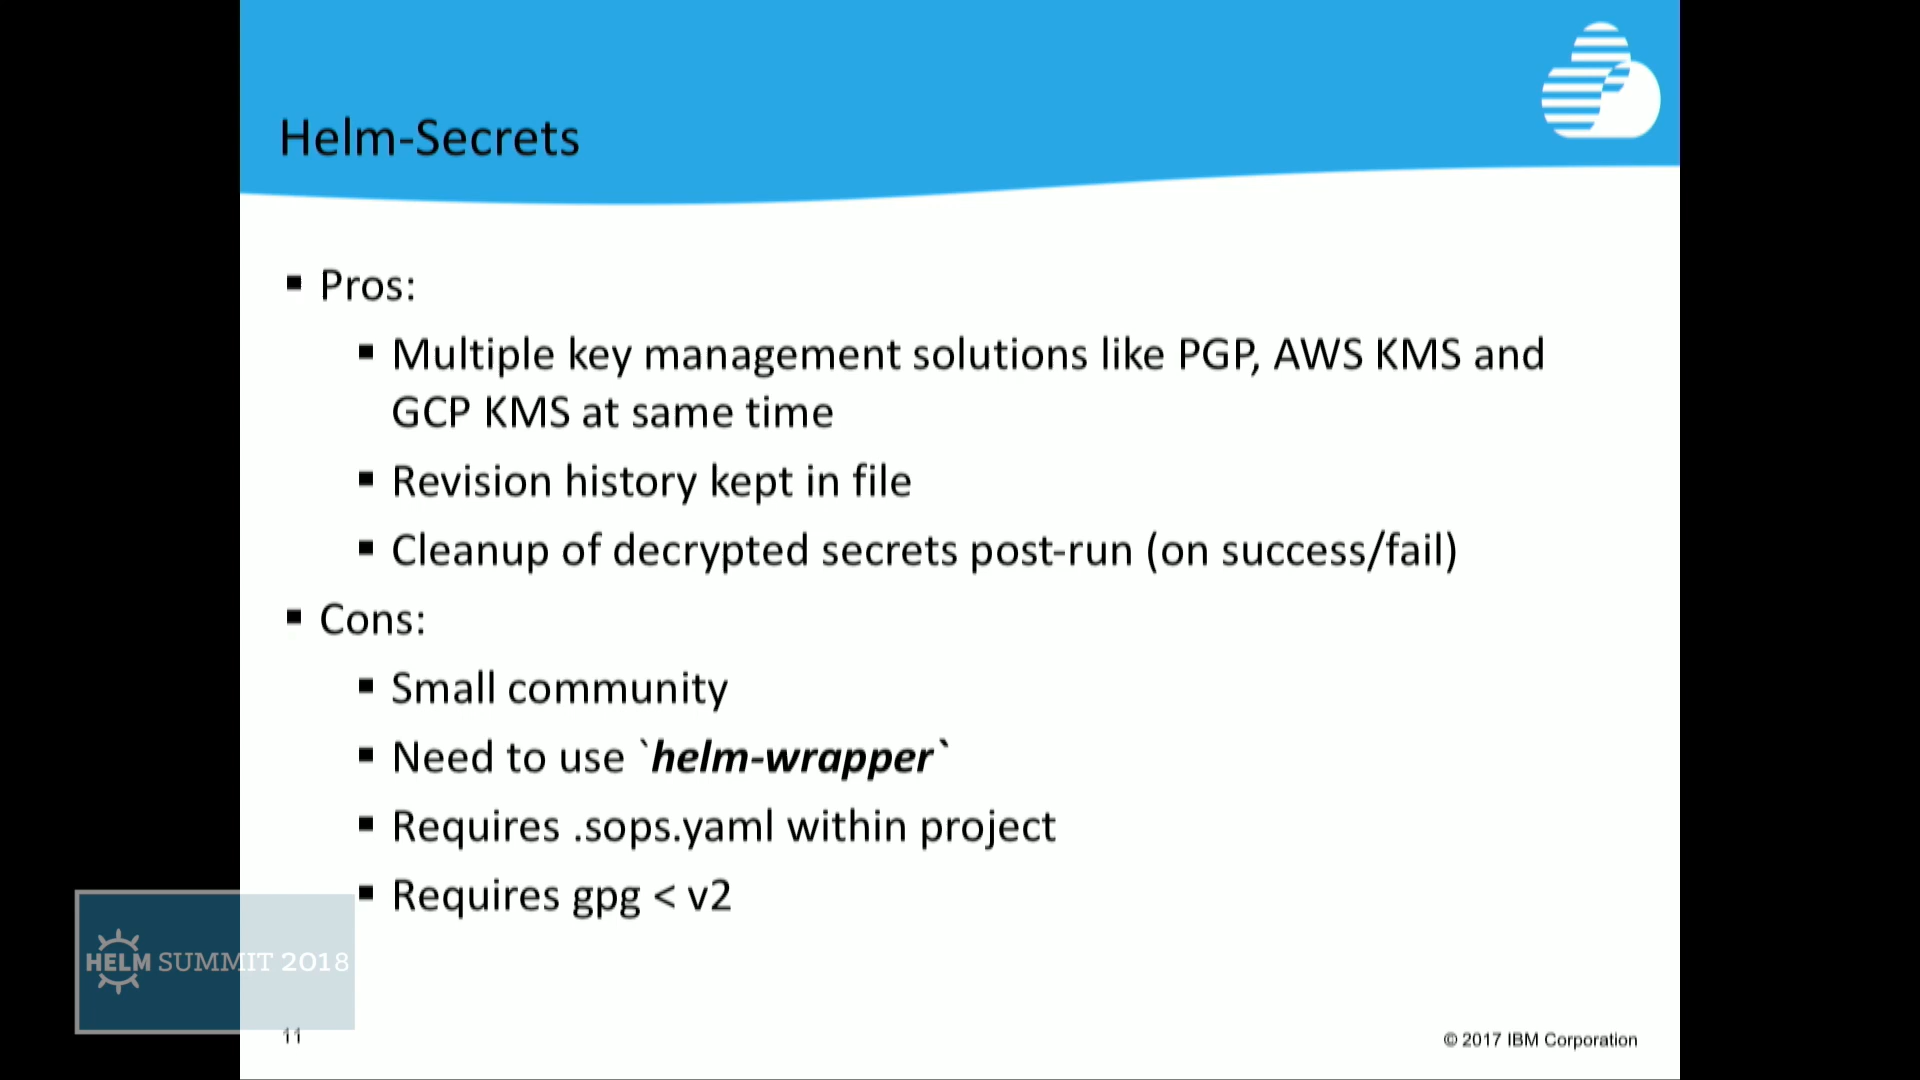 Helm-Secrets
▪ Pros:
▪ Multiple key management solutions like PGP, AWS KMS and
GCP KMS at same time
▪ Revision history kept in file
▪ Cleanup of decrypted secrets post-run (on success/fail)
▪ Cons:
▪ Small community
▪ Need to use `helm-wrapper`
▪ Requires .sops.yaml within project
▪ Requires gpg < v2
HELM SUMMIT 2018
11
© 2017 IBM Corporation